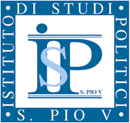 ISTITUTO DI STUDI POLITICI
S. PIO V
ISP
S. PIO V